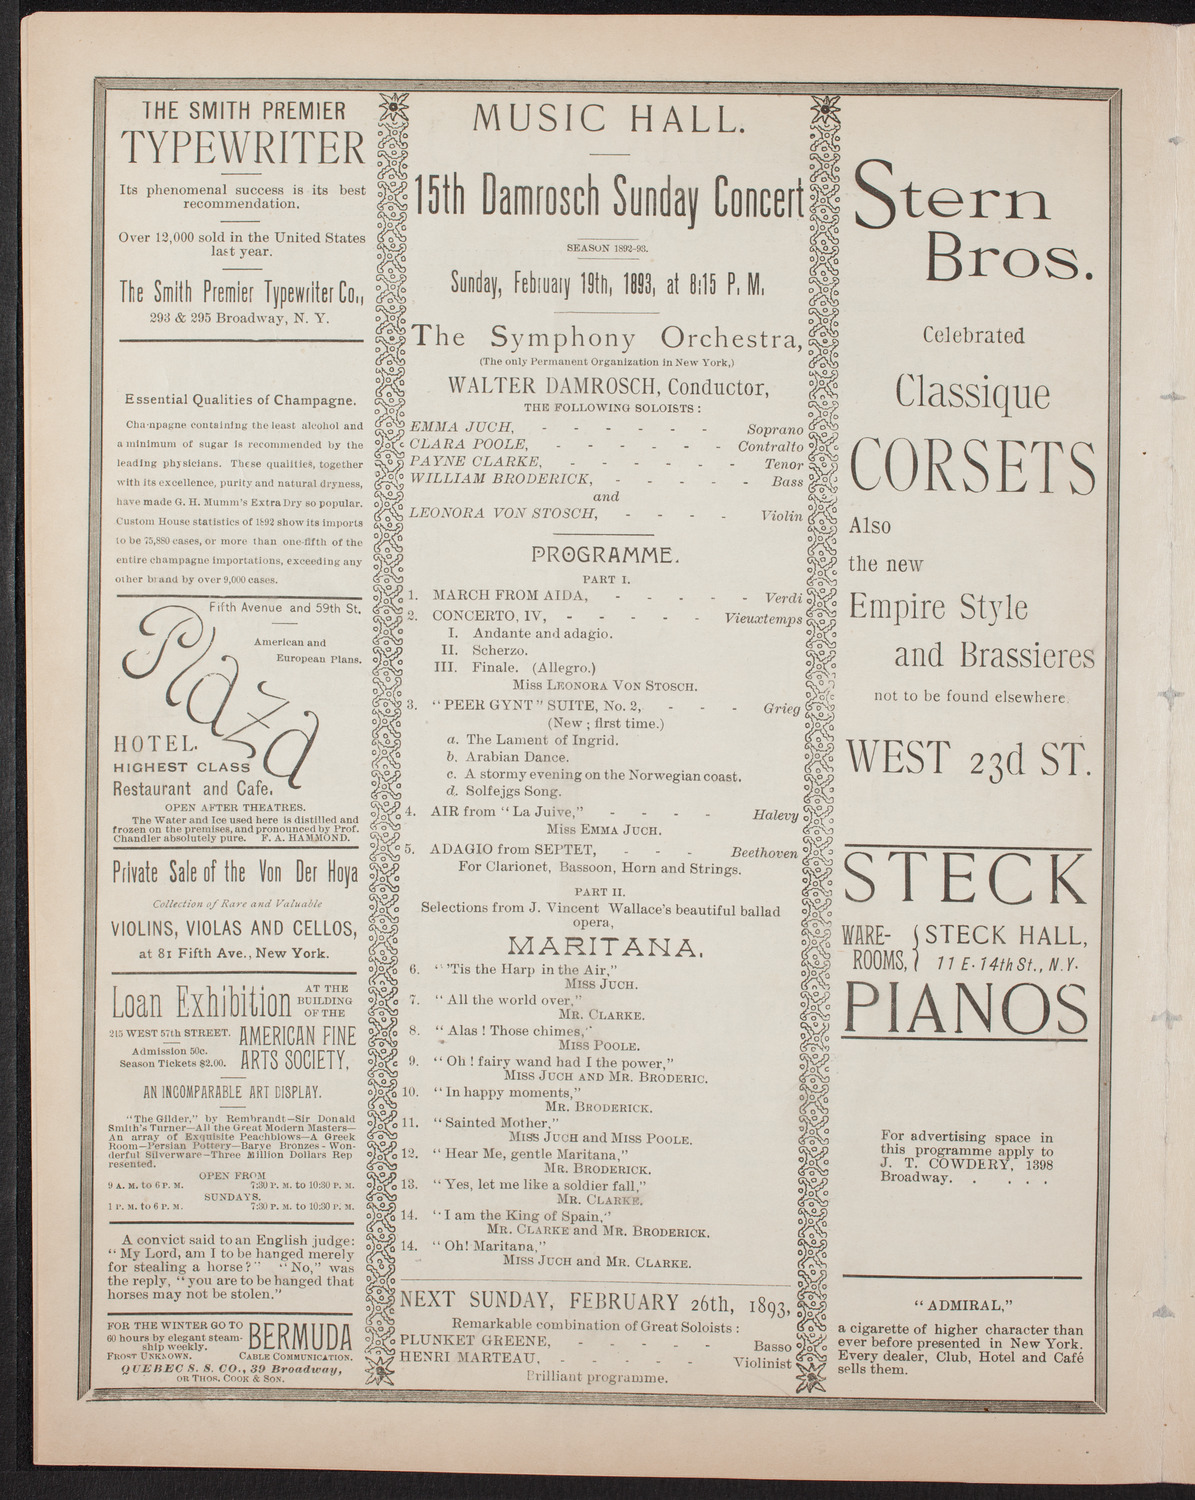 THE SMITH PREMIER
TYPEWRITER
Its phenomenal success is its best
recommendation.
Over 12,000 sold in the United States
last year.
The Smith Premier Typewriter Co.,
293 & 295 Broadway, N. Y.
Essential Qualities of Champagne.
Champagne containing the least alcohol and
a minimum of sugar is recommended by the
leading physicians. These qualities, together
with its excellence, purity and natural dryness,
have made G. H. Mumm's Extra Dry so popular.
Custom House statistics of 1892 show its imports
to be 75,880 cases, or more than one-fifth of the
entire champagne importations, exceeding any
other brand by over 9,000 cases.
Fifth Avenue and 59th St.
American and
European Plans.
Plaza
HOTEL.
HIGHEST CLASS
Restaurant and Cafe.
OPEN AFTER THEATRES.
The Water and Ice used here is distilled and
frozen on the premises, and pronounced by Prof.
Chandler absolutely pure. F. A. HAMMOND.
Private Sale of the Von Der Hoya
Collection of Rare and Valuable
VIOLINS, VIOLAS AND CELLOS,
at 81 Fifth Ave., New York.
Loan Exhibition AT THE
BUILDING
OF THE
215 WEST 57th STREET. AMERICAN FINE
Admission 50c.
Season Tickets $2.00. ARTS SOCIETY.
AN INCOMPARABLE ART DISPLAY.
"The Gilder," by Rembrandt—Sir Donald
Smith's Turner—All the Great Modern Masters—
An array of Exquisite Peachblows—A Greek
Room—Persian Pottery—Barye Bronzes - Won-
derful Silverware—Three Million Dollars Rep
resented.
OPEN FROM
9 A. M. to 6 P. M. 7:30 P. M. to 10:30 P. M.
SUNDAYS.
1 P. M. to 6 P. M. 7:30 P. M. to 10:30 P. M.
A convict said to an English judge:
"My Lord, am I to be hanged merely
for stealing a horse?" "No," was
the reply, "you are to be hanged that
horses may not be stolen."
FOR THE WINTER GO TO
60 hours by elegant steam-
ship weekly. BERMUDA
FROST UNKNOWN. CABLE COMMUNICATION.
QUEBEC S. S. CO., 39 Broadway,
OR THOS. COOK & SON.
MUSIC HALL.
15th Damrosch Sunday Concert
SEASON 1892-93.
Sunday, February 19th, 1893, at 8:15 P. M.
The Symphony Orchestra,
(The only Permanent Organization in New York,)
WALTER DAMROSCH, Conductor,
THE FOLLOWING SOLOISTS:
EMMA JUCH, - - - - - - Soprano
CLARA POOLE, - - - - - - Contralto
PAYNE CLARKE, - - - - - - Tenor
WILLIAM BRODERICK, - - - - - Bass
and
LEONORA VON STOSCH, - - - - Violin
PROGRAMME.
PART I.
1. MARCH FROM AIDA, - - - - - Verdi
2. CONCERTO, IV, - - - - - Vieuxtemps
I. Andante and adagio.
II. Scherzo.
III. Finale. (Allegro.)
MISS LEONORA VON STOSCH.
3. "PEER GYNT" SUITE, No. 2, - - - Grieg
(New; first time.)
a. The Lament of Ingrid.
b. Arabian Dance.
c. A stormy evening on the Norwegian coast.
d. Solfejgs Song.
4. AIR from "La Juive," - - - - Halevy
MISS EMMA JUCH.
5. ADAGIO from SEPTET, - - - Beethoven
For Clarionet, Bassoon, Horn and Strings.
PART II.
Selections from J. Vincent Wallace's beautiful ballad
opera,
MARITANA.
6. "'Tis the Harp in the Air,"
MISS JUCH.
7. "All the world over,"
MR. CLARKE.
8. "Alas! Those chimes,"
MISS POOLE.
9. "Oh! fairy wand had I the power,"
MISS JUCH AND MR. BRODERIC.
10. "In happy moments,"
MR. BRODERICK.
11. "Sainted Mother,"
MISS JUCH and MISS POOLE.
12. "Hear Me, gentle Maritana,"
MR. BRODERICK.
13. "Yes, let me like a soldier fall,"
MR. CLARKE.
14. "I am the King of Spain,"
MR. CLARKE and MR. BRODERICK.
14. "Oh! Maritana,"
MISS JUCH and MR. CLARKE.
NEXT SUNDAY, FEBRUARY 26th, 1893,
Remarkable combination of Great Soloists:
PLUNKET GREENE, - - - - Basso
HENRI MARTEAU, - - - - - Violinist
Brilliant programme.
Stern
Bros.
Celebrated
Classique
CORSETS
Also
the new
Empire Style
and Brassieres
not to be found elsewhere.
WEST 23d ST.
STECK
WARE-
ROOMS, { STECK HALL,
11 E. 14th St., N.Y.
PIANOS
For advertising space in
this programme apply to
J. T. COWDERY, 1398
Broadway. . . . .
"ADMIRAL,"
a cigarette of higher character than
ever before presented in New York.
Every dealer, Club, Hotel and Café
sells them.